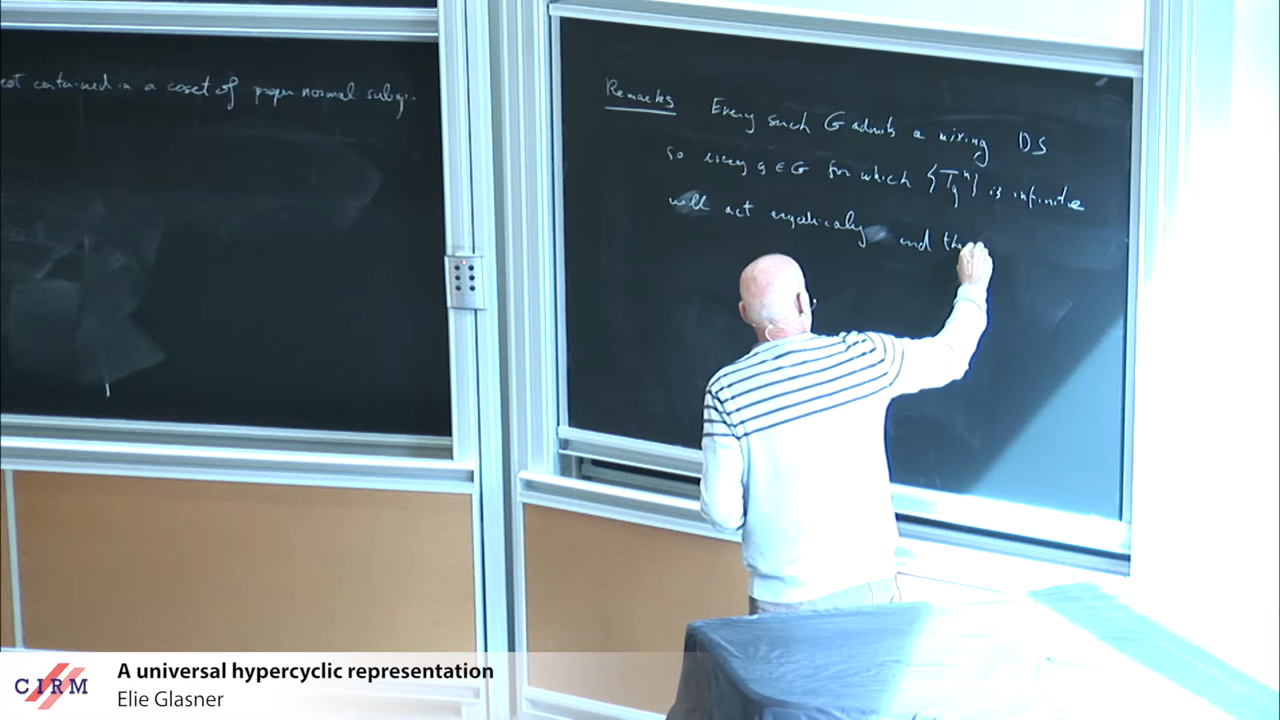 contained in a coset of proper normal subgr.
Remarks Every such G admits a mixing DS
so every g ∈ G for which {T_g^n} is infinite
will act ergodically and the
CIRM
A universal hypercyclic representation
Elie Glasner